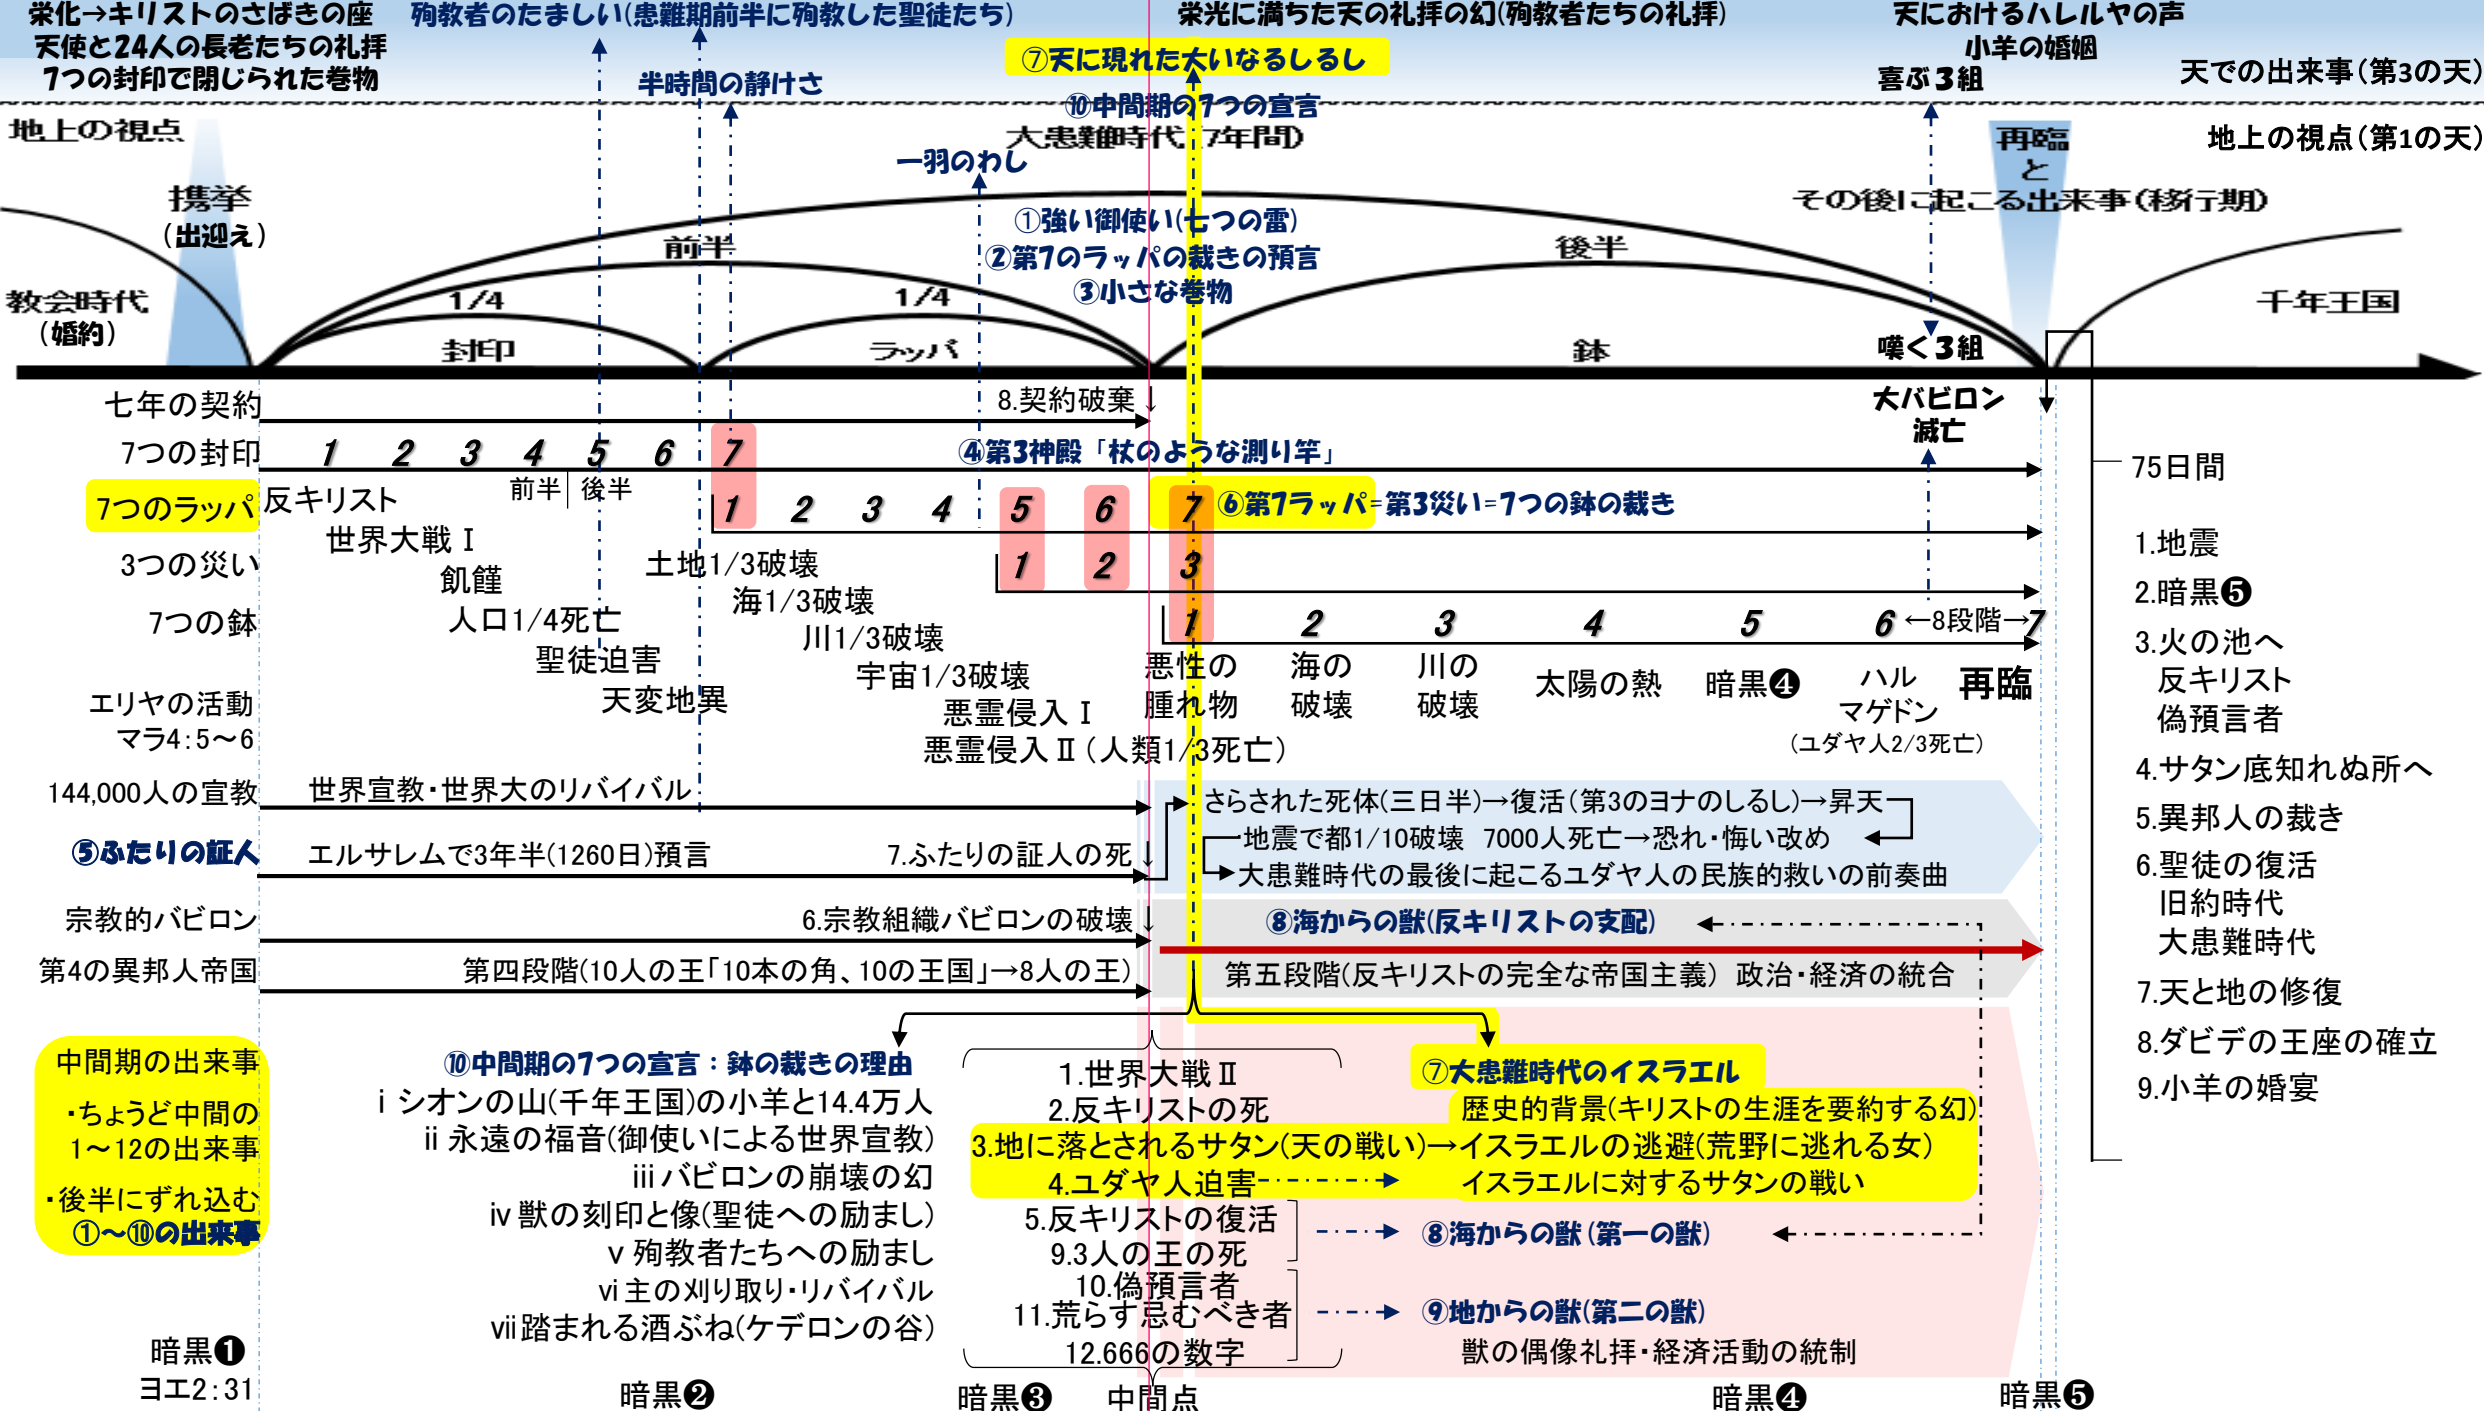 栄化→キリストのさばきの座
天使と24人の長老たちの礼拝
7つの封印で閉じられた巻物
殉教者のたましい(患難期前半に殉教した聖徒たち)
半時間の静けさ
栄光に満ちた天の礼拝の幻(殉教者たちの礼拝)
⑦天に現れた大いなるしるし
⑩中間期の7つの宣言
天におけるハレルヤの声
小羊の婚姻
喜ぶ3組
天での出来事(第3の天)
地上の視点
大患難時代(7年間)
地上の視点(第1の天)
携挙
(出迎え)
教会時代
(婚約)
一羽のわし
①強い御使い(七つの雷)
②第7のラッパの裁きの預言
③小さな巻物
前半
後半
1/4
1/4
封印
ラッパ
鉢
再臨
と
その後に起こる出来事(移行期)
千年王国
嘆く3組
大バビロン
滅亡
七年の契約
8.契約破棄↓
7つの封印
1 2 3 4 5 6 7
前半 後半
④第3神殿「杖のような測り竿」
7つのラッパ
1 2 3 4 5 6 7
⑥第7ラッパ=第3災い=7つの鉢の裁き
3つの災い
1 2 3
7つの鉢
1 2 3 4 5 6 ←8段階→7
反キリスト
世界大戦Ⅰ
飢饉
人口1/4死亡
聖徒迫害
天変地異
土地1/3破壊
海1/3破壊
川1/3破壊
宇宙1/3破壊
悪霊侵入Ⅰ
悪霊侵入Ⅱ(人類1/3死亡)
悪性の
腫れ物
海の
破壊
川の
破壊
太陽の熱
暗黒❹
ハル
マゲドン
(ユダヤ人2/3死亡)
再臨
エリヤの活動
マラ4:5～6
144,000人の宣教
世界宣教・世界大のリバイバル
⑤ふたりの証人
エルサレムで3年半(1260日)預言
7.ふたりの証人の死↓
さらされた死体(三日半)→復活(第3のヨナのしるし)→昇天
地震で都1/10破壊 7000人死亡→恐れ・悔い改め
大患難時代の最後に起こるユダヤ人の民族的救いの前奏曲
宗教的バビロン
6.宗教組織バビロンの破壊↓
⑧海からの獣(反キリストの支配)
第4の異邦人帝国
第四段階(10人の王「10本の角、10の王国」→8人の王)
第五段階(反キリストの完全な帝国主義) 政治・経済の統合
中間期の出来事
・ちょうど中間の
1～12の出来事
・後半にずれ込む
①～⑩の出来事
⑩中間期の7つの宣言：鉢の裁きの理由
ⅰシオンの山(千年王国)の小羊と14.4万人
ⅱ永遠の福音(御使いによる世界宣教)
ⅲバビロンの崩壊の幻
ⅳ獣の刻印と像(聖徒への励まし)
ⅴ殉教者たちへの励まし
ⅵ主の刈り取り・リバイバル
ⅶ踏まれる酒ぶね(ケデロンの谷)
1.世界大戦Ⅱ
2.反キリストの死
3.地に落とされるサタン(天の戦い)→イスラエルの逃避(荒野に逃れる女)
4.ユダヤ人迫害
5.反キリストの復活
9.3人の王の死
10.偽預言者
11.荒らす忌むべき者
12.666の数字
⑦大患難時代のイスラエル
歴史的背景(キリストの生涯を要約する幻)
イスラエルに対するサタンの戦い
⑧海からの獣(第一の獣)
⑨地からの獣(第二の獣)
獣の偶像礼拝・経済活動の統制
75日間
1.地震
2.暗黒❺
3.火の池へ
反キリスト
偽預言者
4.サタン底知れぬ所へ
5.異邦人の裁き
6.聖徒の復活
旧約時代
大患難時代
7.天と地の修復
8.ダビデの王座の確立
9.小羊の婚宴
暗黒❶
ヨエ2:31
暗黒❷
暗黒❸
中間点
暗黒❹
暗黒❺